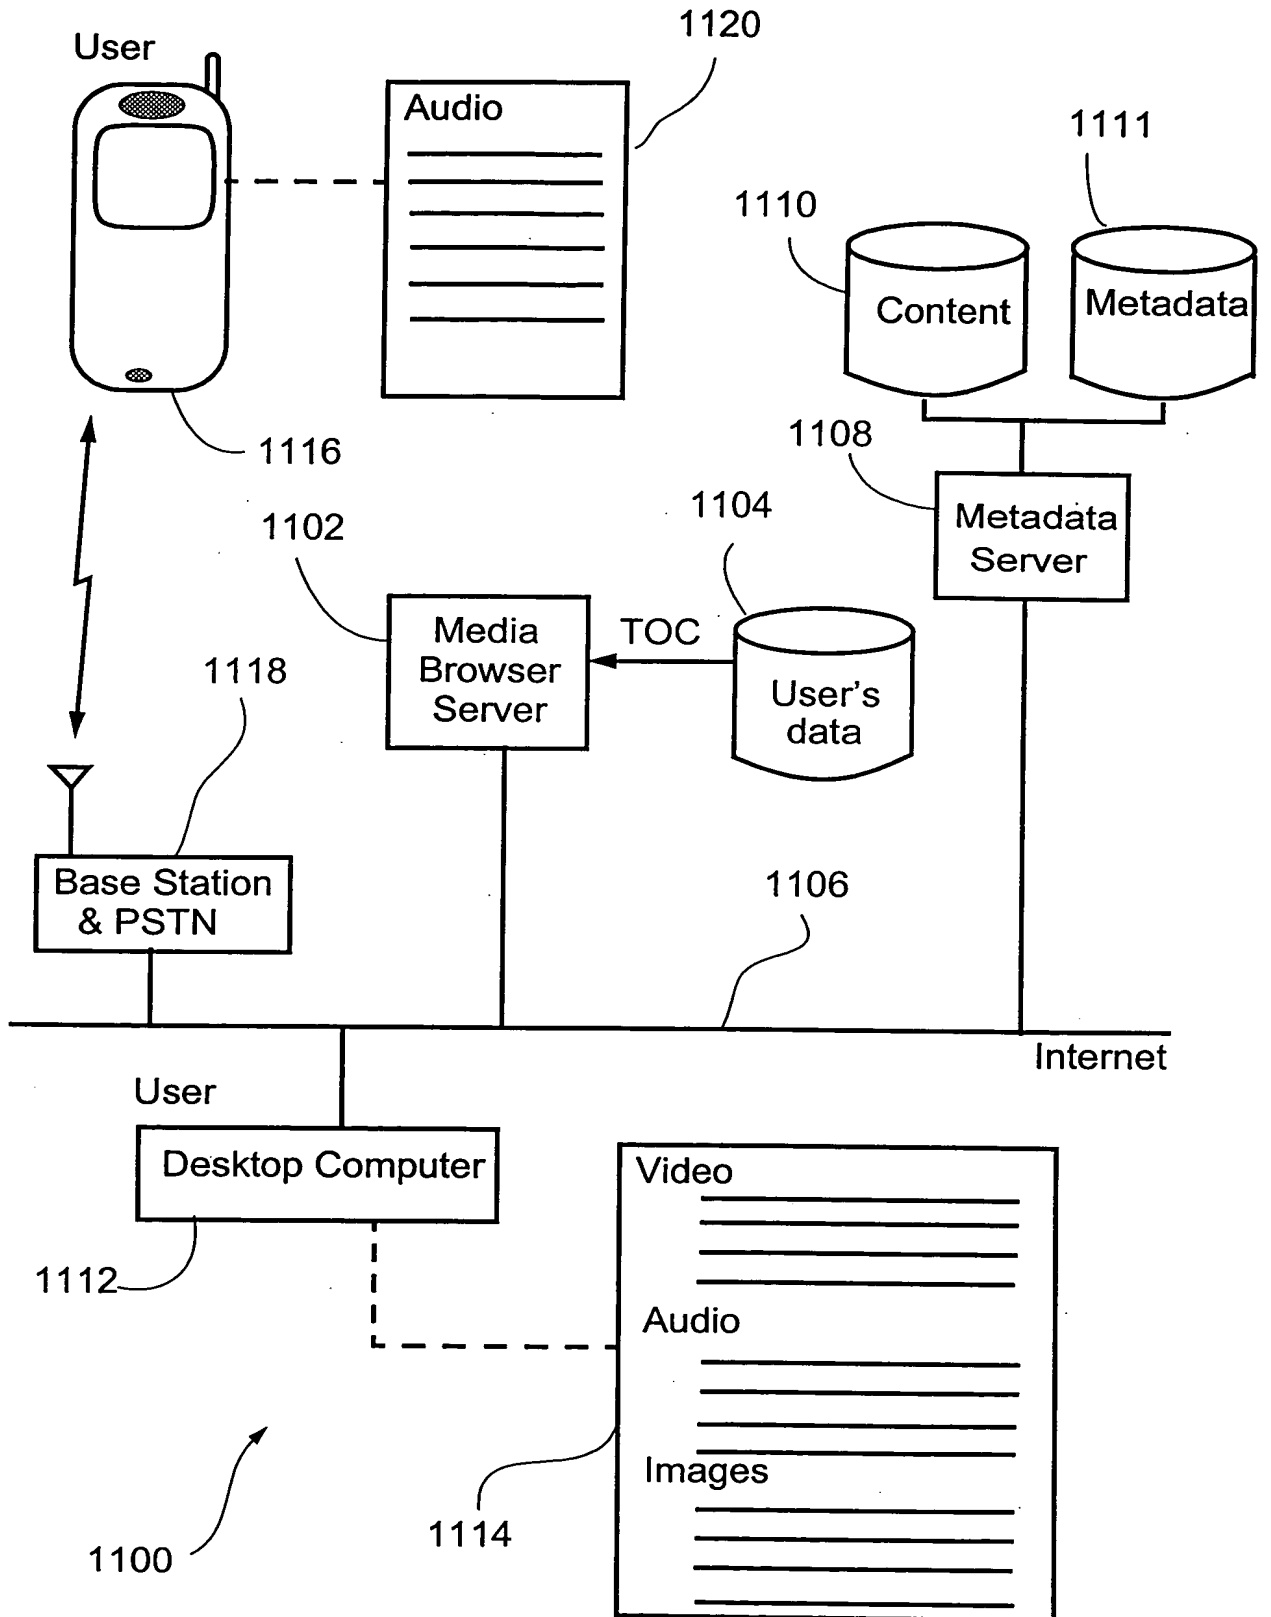 User
1120
Audio
1111
1110
Content
Metadata
1116
1108
1102
1104
Metadata
Server
Media
Browser
Server
TOC
User's
data
1118
Base Station
& PSTN
1106
Internet
User
Desktop Computer
Video
1112
Audio
Images
1114
1100